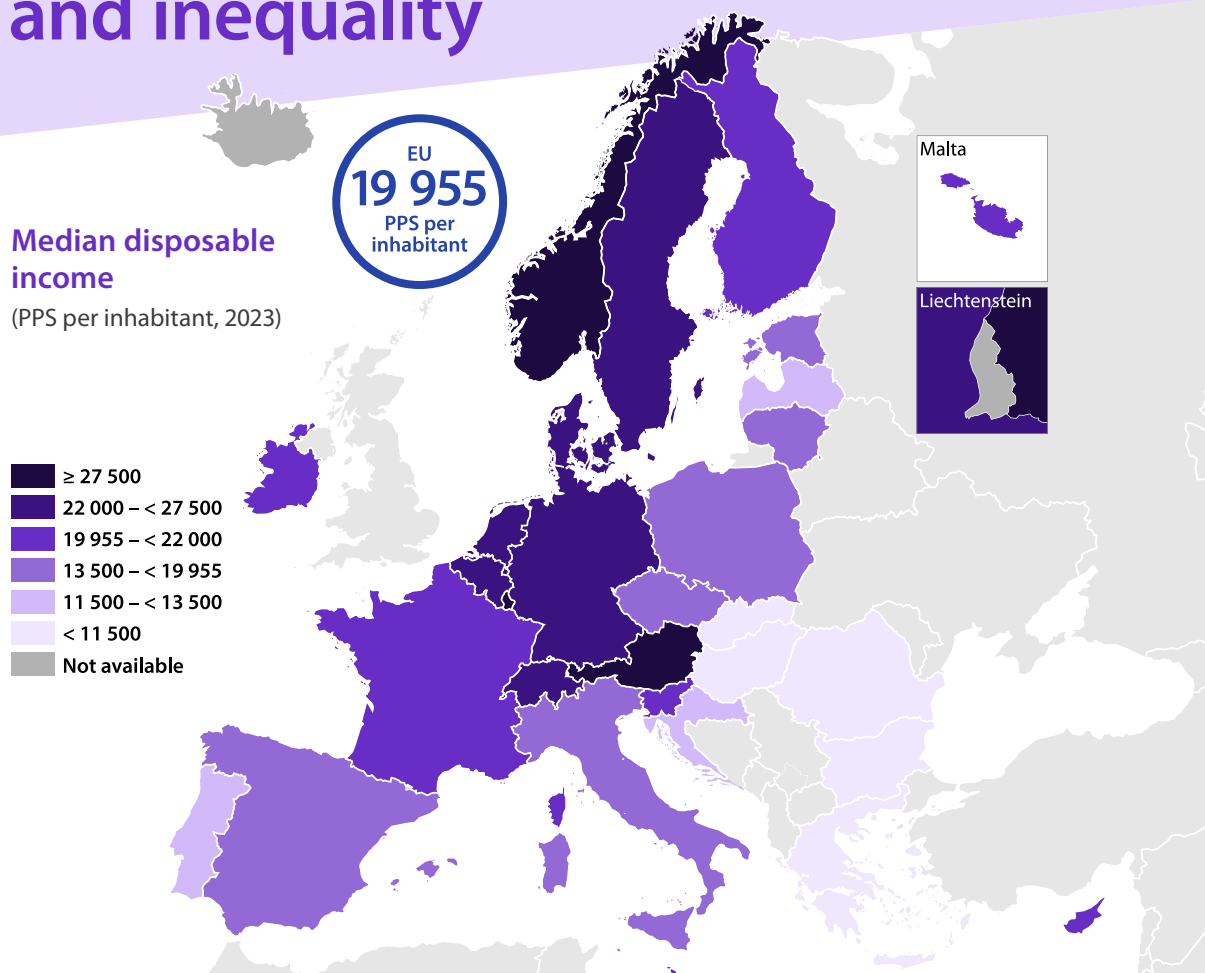 and inequality
EU
19 955
PPS per
inhabitant
Median disposable
income
(PPS per inhabitant, 2023)
≥ 27 500
22 000 – < 27 500
19 955 – < 22 000
13 500 – < 19 955
11 500 – < 13 500
< 11 500
Not available
Malta
Liechtenstein